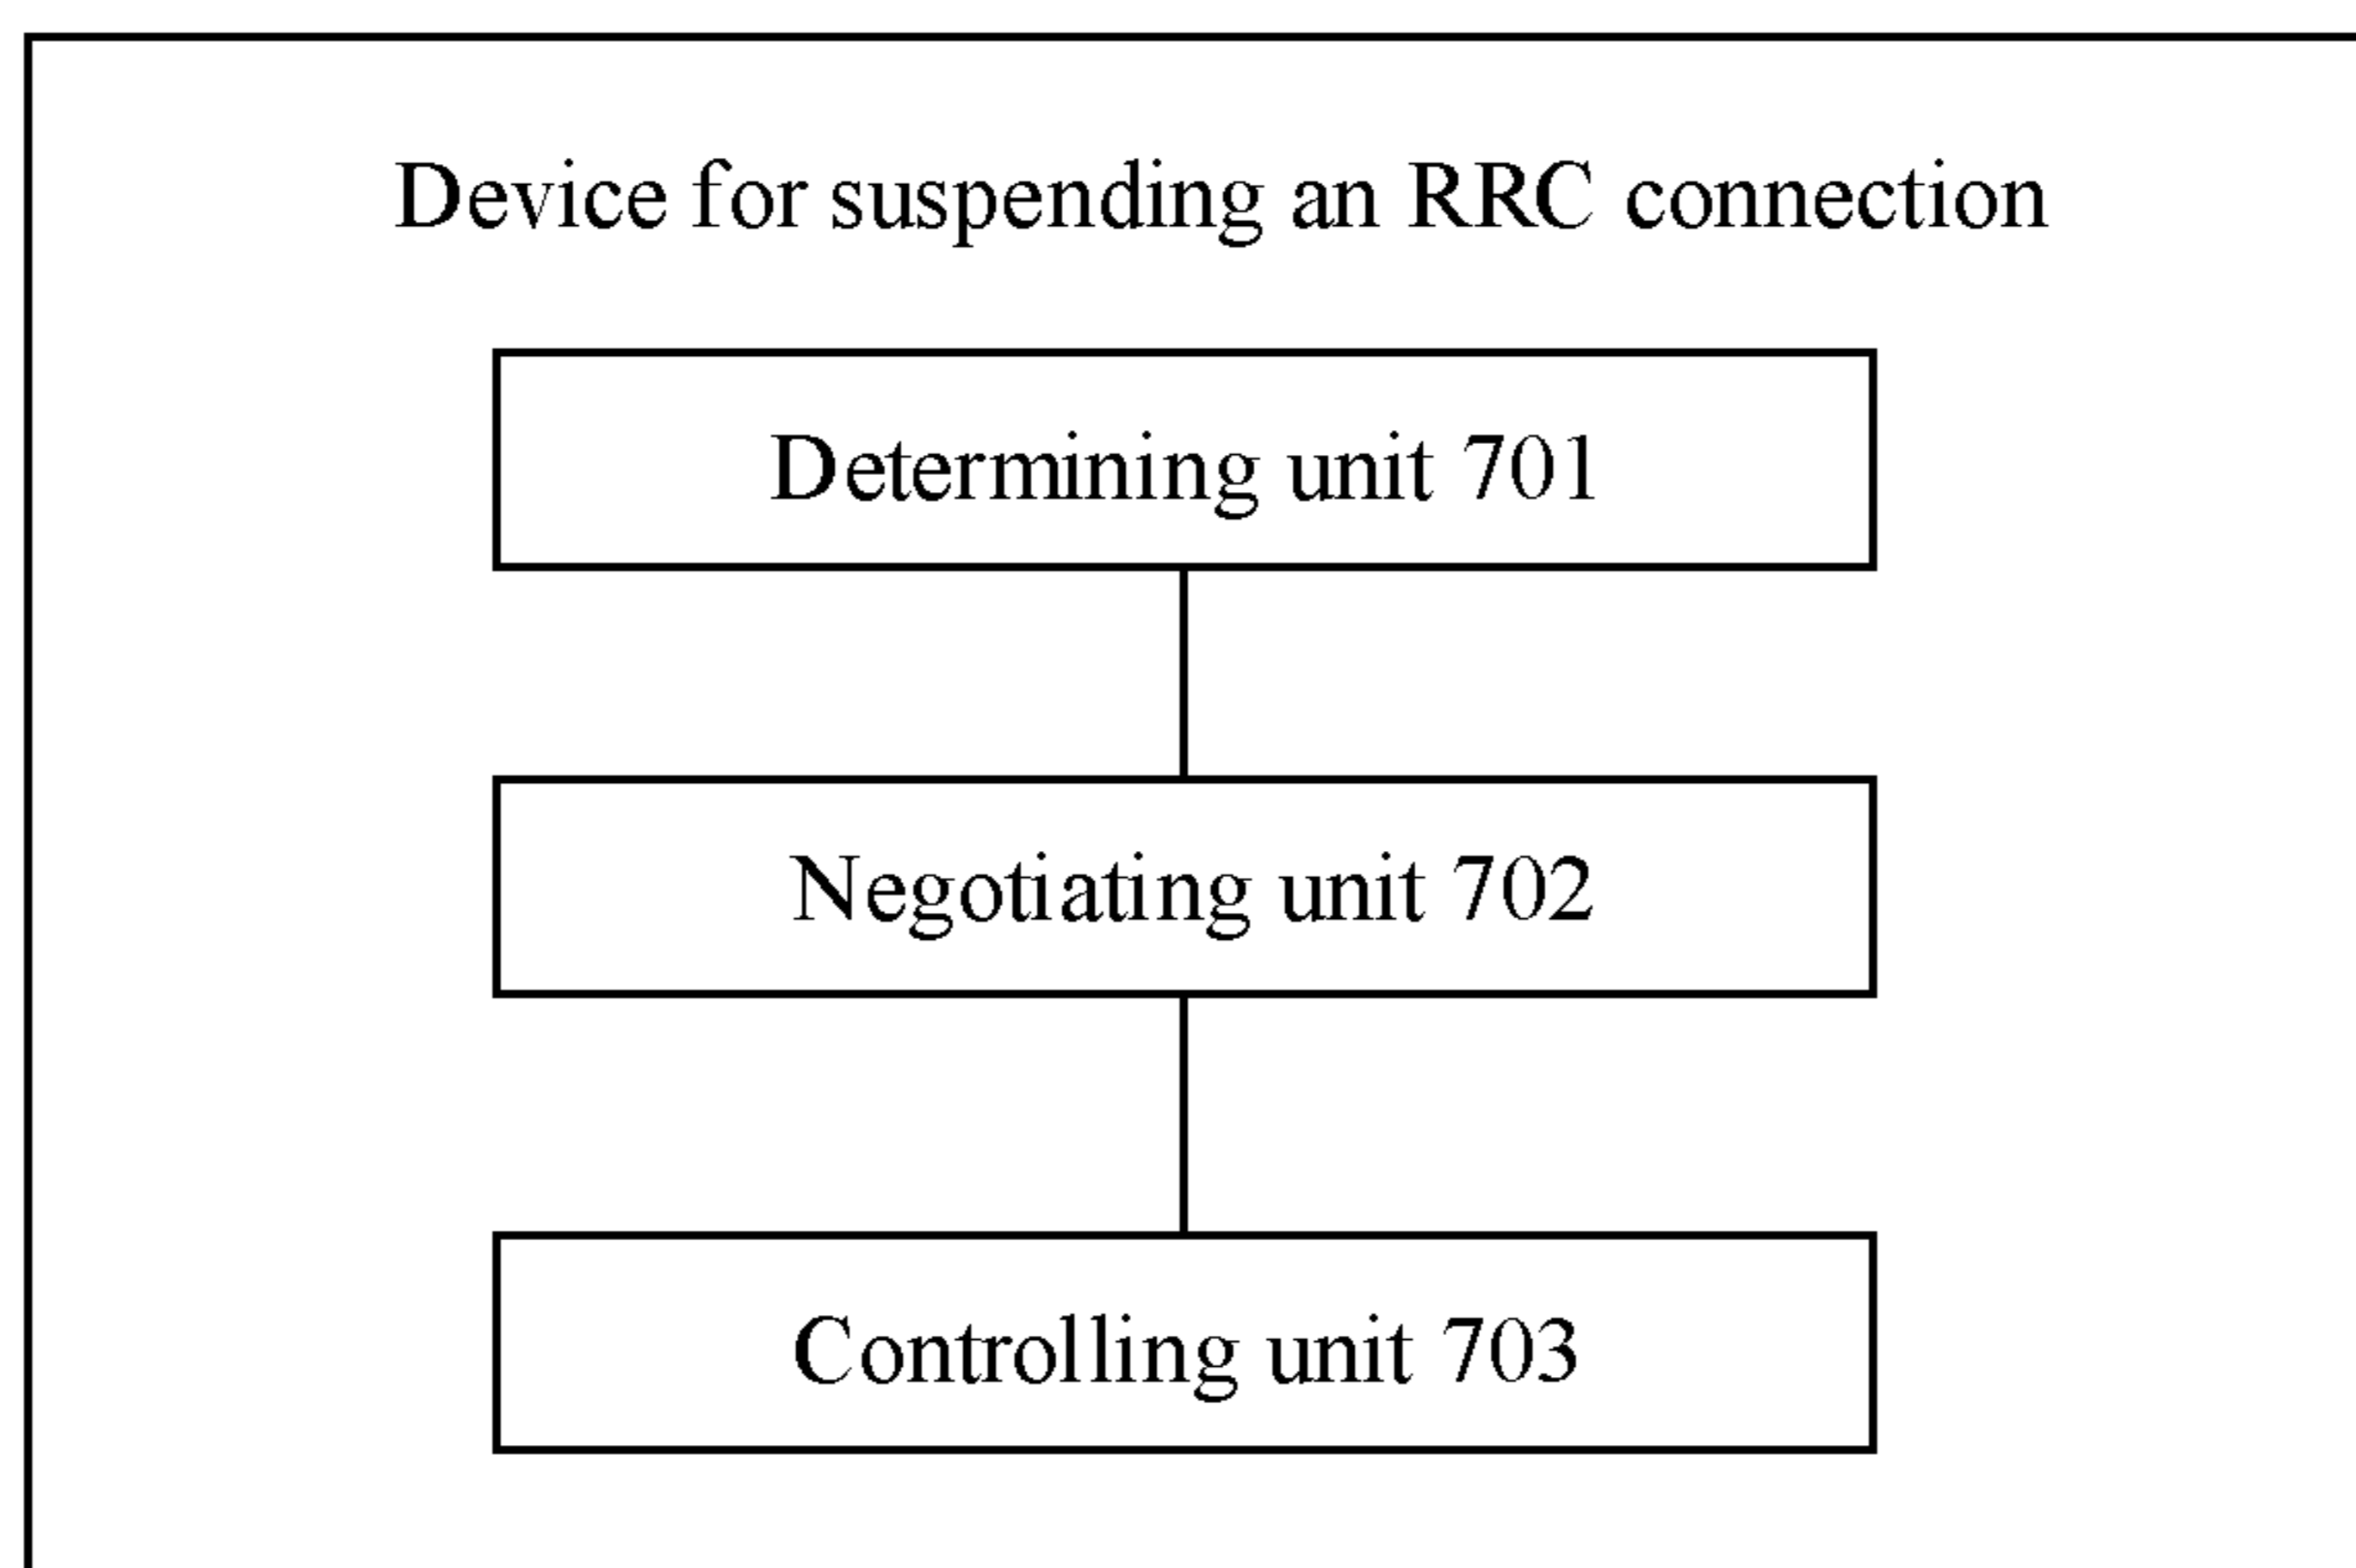 Device for suspending an RRC connection
Determining unit 701
Negotiating unit 702
Controlling unit 703